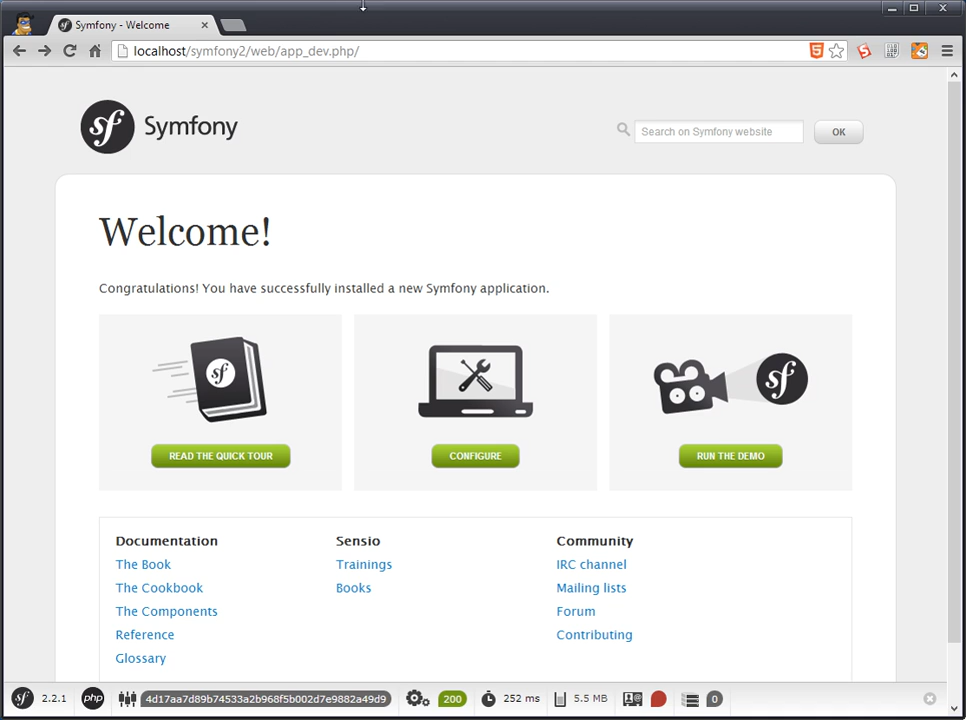 Symfony - Welcome
localhost/symfony2/web/app_dev.php/
sf Symfony
Search on Symfony website
OK
Welcome!
Congratulations! You have successfully installed a new Symfony application.
READ THE QUICK TOUR
CONFIGURE
RUN THE DEMO
Documentation
The Book
The Cookbook
The Components
Reference
Glossary
Sensio
Trainings
Books
Community
IRC channel
Mailing lists
Forum
Contributing
sf 2.2.1 php 4d17aa7d89b74533a2b968f5b002d7e9882a49d9 200 252 ms 5.5 MB 0